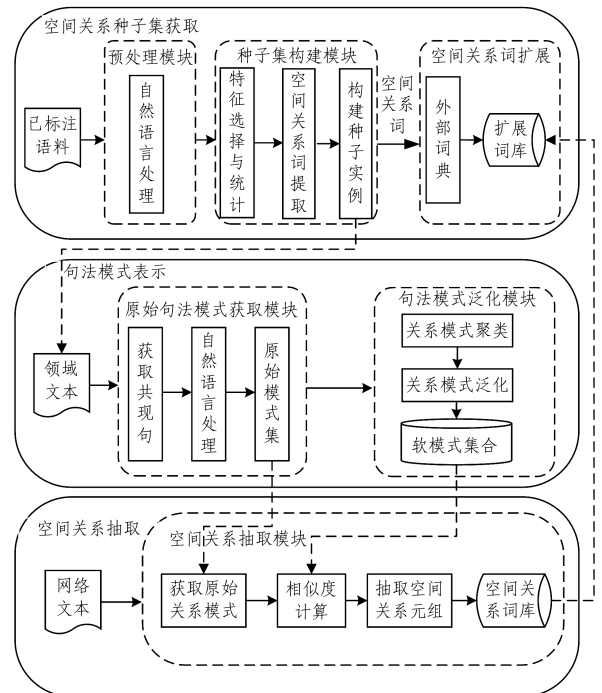 空间关系种子集获取
预处理模块
种子集构建模块
空间关系词扩展
已标注
语料
自然语言处理
特征选择与统计
空间关系词提取
构建种子实例
空间
关系
词
外部词典
扩展
词库
句法模式表示
原始句法模式获取模块
句法模式泛化模块
领域
文本
获取共现句
自然语言处理
原始模式集
关系模式聚类
关系模式泛化
软模式集合
空间关系抽取
空间关系抽取模块
网络
文本
获取原始
关系模式
相似度
计算
抽取空间
关系元组
空间关
系词库